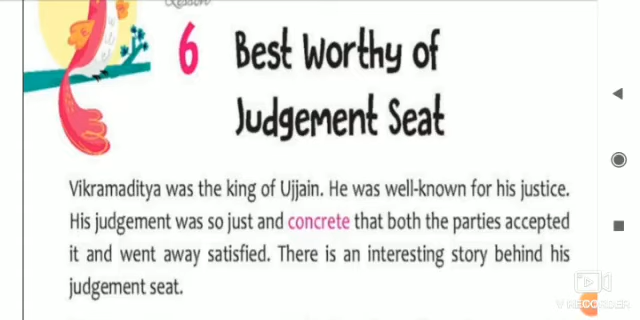 Lesson
6 Best Worthy of
Judgement Seat
Vikramaditya was the king of Ujjain. He was well-known for his justice.
His judgement was so just and concrete that both the parties accepted
it and went away satisfied. There is an interesting story behind his
judgement seat.
V RECORDER